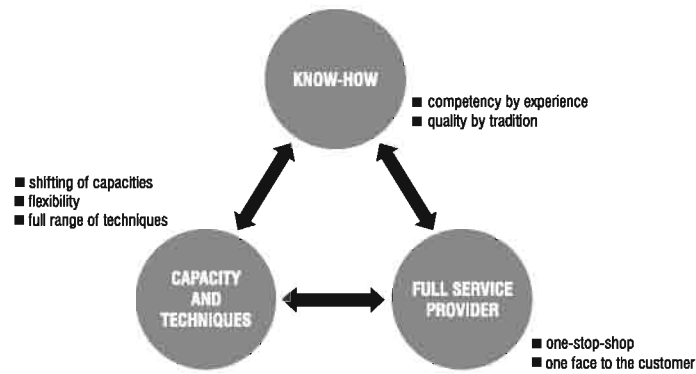 KNOW-HOW
■ competency by experience
■ quality by tradition
■ shifting of capacities
■ flexibility
■ full range of techniques
CAPACITY
AND
TECHNIQUES
FULL SERVICE
PROVIDER
■ one-stop-shop
■ one face to the customer